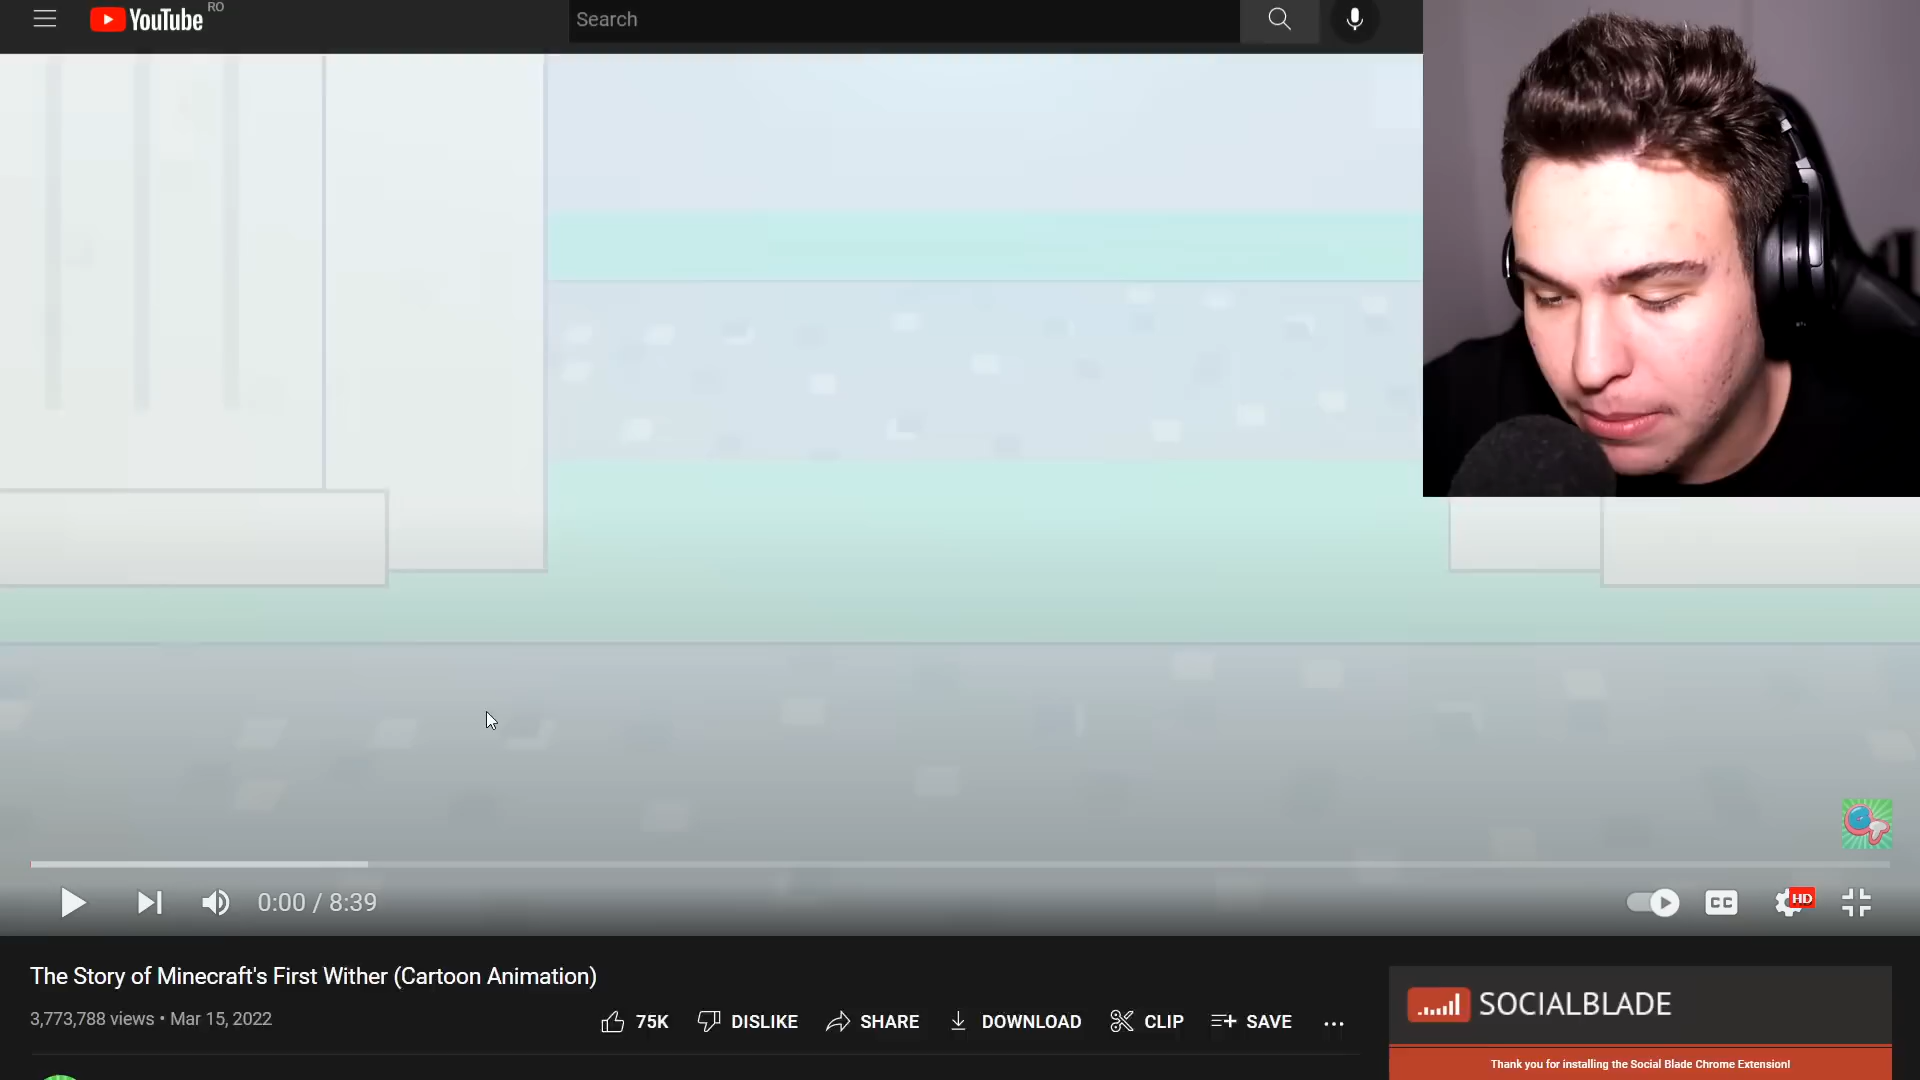 YouTube RO
Search
0:00 / 8:39
CC
HD
The Story of Minecraft's First Wither (Cartoon Animation)
3,773,788 views • Mar 15, 2022
75K DISLIKE SHARE DOWNLOAD CLIP SAVE ...
SOCIALBLADE
Thank you for installing the Social Blade Chrome Extension!